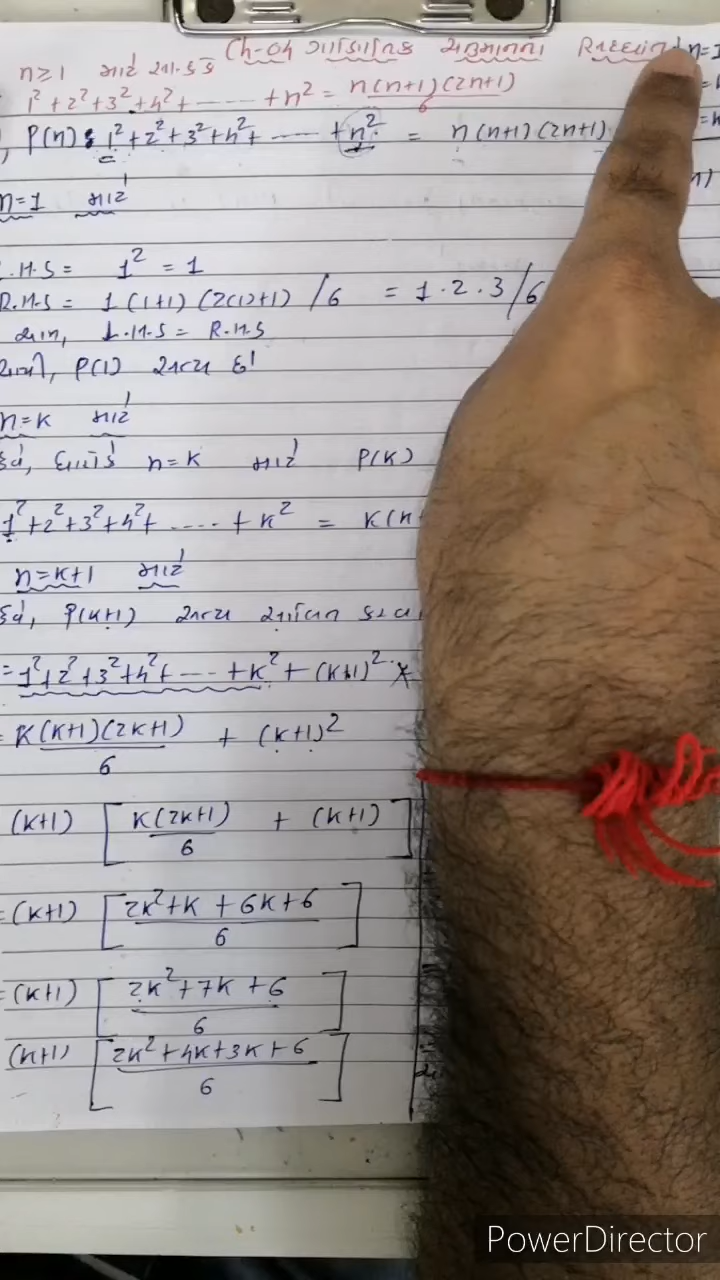 Ch-04 ગાણિતિક અનુમાનનો સિદ્ધાંત n=1
n≥1 માટે સા.ક.કે
1² + 2² + 3² + 4² + ------ + n² = n(n+1)(2n+1)/6
, P(n): 1² + 2² + 3² + 4² + ------ + n² = n(n+1)(2n+1)
n=1 માટે
.H.S = 1² = 1
R.H.S = 1(1+1)(2(1)+1)/6 = 1·2·3/6
આમ, L.H.S = R.H.S
P(1) સત્ય છે
n=K માટે
ધારો કે n=K માટે P(K)
1² + 2² + 3² + 4² + ..... + K² = K(K+
n=K+1 માટે
હવે, P(K+1) સત્ય સાબિત
= 1² + 2² + 3² + 4² + --- + K² + (K+1)²
= K(K+1)(2K+1)/6 + (K+1)²
(K+1) [K(2K+1)/6 + (K+1)]
= (K+1) [2K²+K+6K+6/6]
= (K+1) [2K²+7K+6/6]
(K+1) [2K²+4K+3K+6/6]
PowerDirector